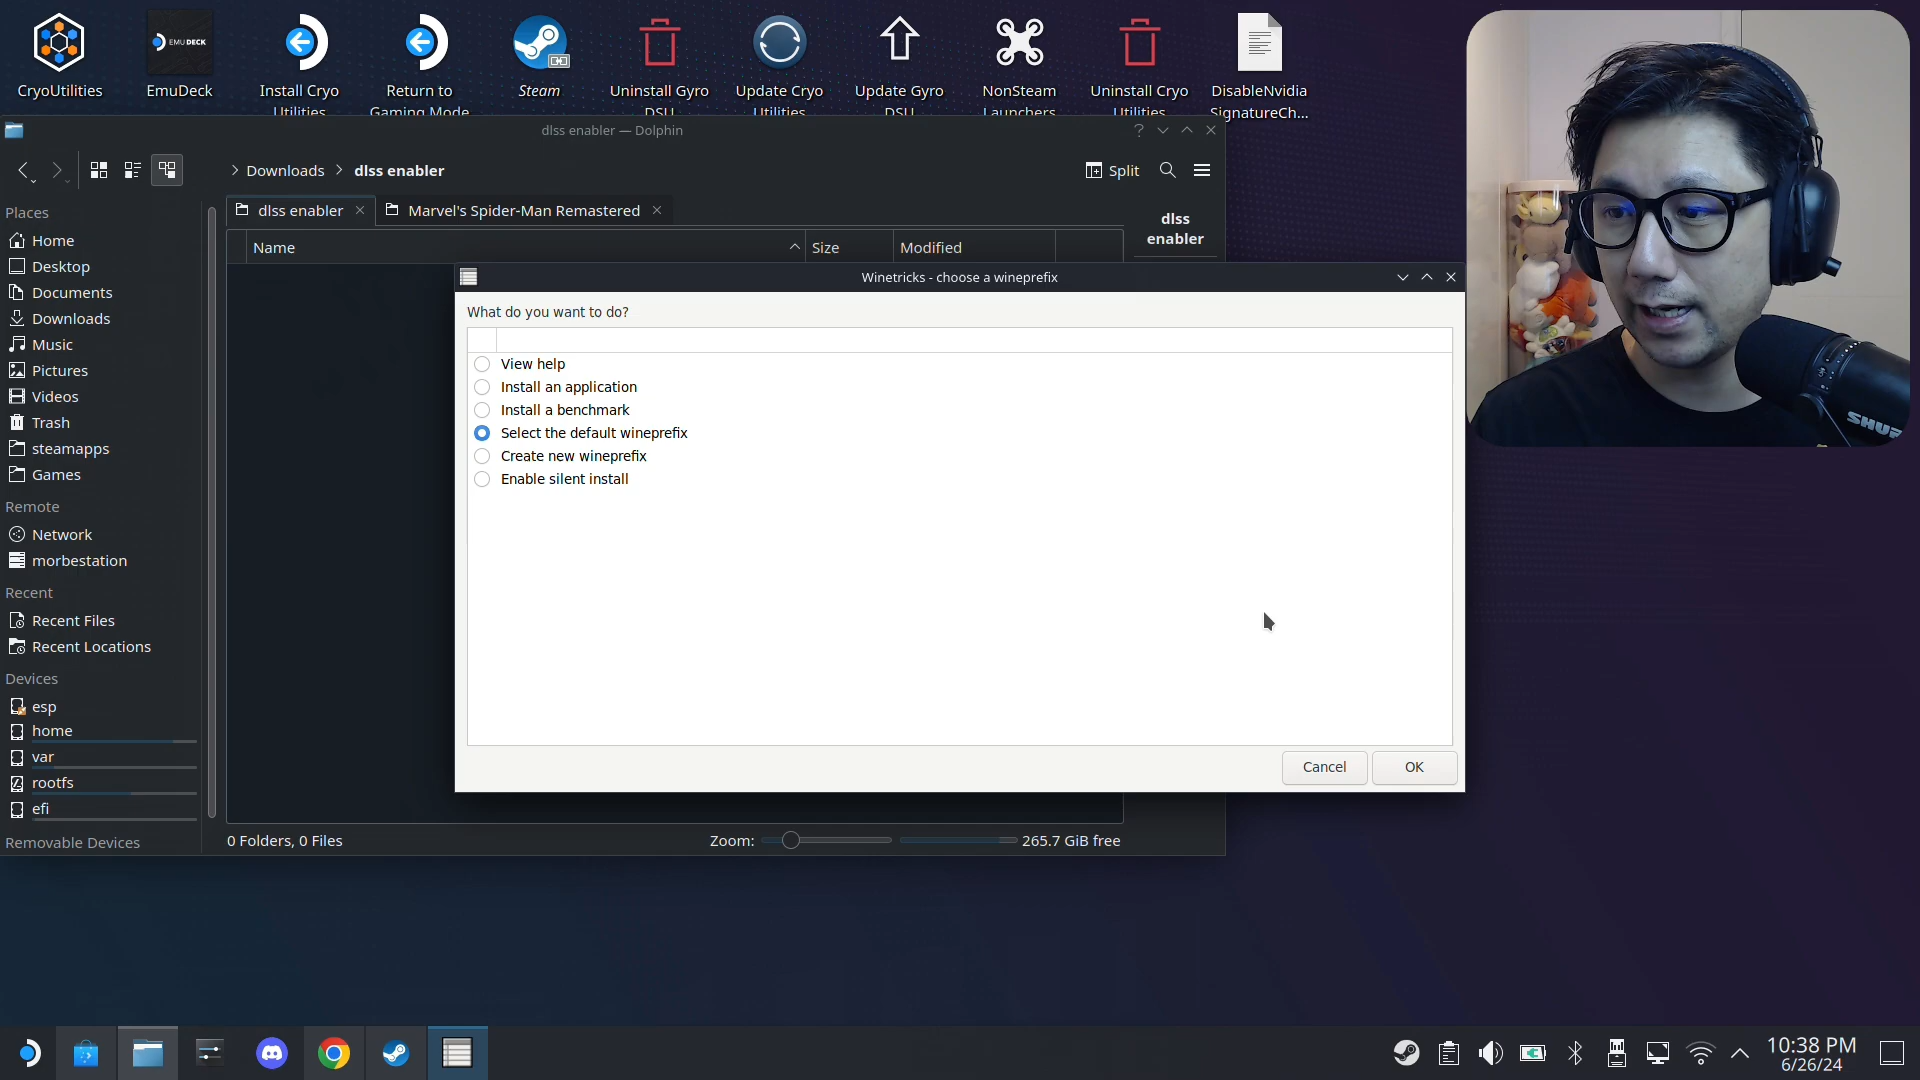 CryoUtilities
EMUDECK
EmuDeck
Install Cryo
Utilities
Return to
Gaming Mode
Steam
Uninstall Gyro
DSU
Update Cryo
Utilities
Update Gyro
DSU
NonSteam
Launchers
Uninstall Cryo
Utilities
DisableNvidia
SignatureCh...
dlss enabler — Dolphin
Downloads
dlss enabler
Split
dlss enabler
Marvel's Spider-Man Remastered
dlss
enabler
Name
Size
Modified
Places
Home
Desktop
Documents
Downloads
Music
Pictures
Videos
Trash
steamapps
Games
Remote
Network
morbestation
Recent
Recent Files
Recent Locations
Devices
esp
home
var
rootfs
efi
Removable Devices
Winetricks - choose a wineprefix
What do you want to do?
View help
Install an application
Install a benchmark
Select the default wineprefix
Create new wineprefix
Enable silent install
Cancel
OK
0 Folders, 0 Files
Zoom:
265.7 GiB free
SHURE
10:38 PM
6/26/24